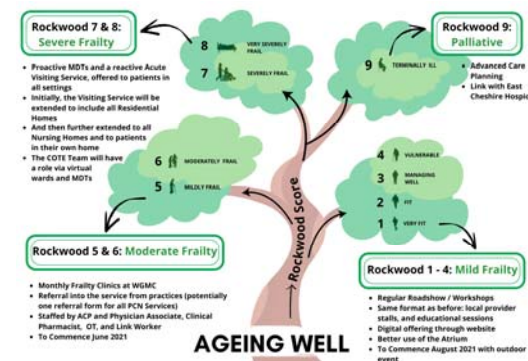 Rockwood 7 & 8:
Severe Frailty
• Proactive MDTs and a reactive Acute
Visiting Service, offered to patients in
all settings
• Initially, the Visiting Service will be
extended to include all Residential
Homes
• And then further extended to all
Nursing Homes and to patients
in their own home
• The COTE Team will have
a role via virtual
wards and MDTs
8 VERY SEVERELY
FRAIL
7 SEVERELY FRAIL
Rockwood 9:
Palliative
• Advanced Care
Planning
• Link with East
Cheshire Hospic
9 TERMINALLY ILL
6 MODERATELY FRAIL
5 MILDLY FRAIL
4 VULNERABLE
3 MANAGING
WELL
2 FIT
1 VERY FIT
Rockwood Score
Rockwood 5 & 6: Moderate Frailty
• Monthly Frailty Clinics at WGMC
• Referral into the service from practices (potentially
one referral form for all PCN Services)
• Staffed by ACP and Physician Associate, Clinical
Pharmacist, OT, and Link Worker
• To Commence June 2021
Rockwood 1 - 4: Mild Frailty
• Regular Roadshow / Workshops
• Same format as before: local provider
stalls, and educational sessions
• Digital offering through website
• Better use of the Atrium
• To Commence August 2021 with outdoor
event
AGEING WELL